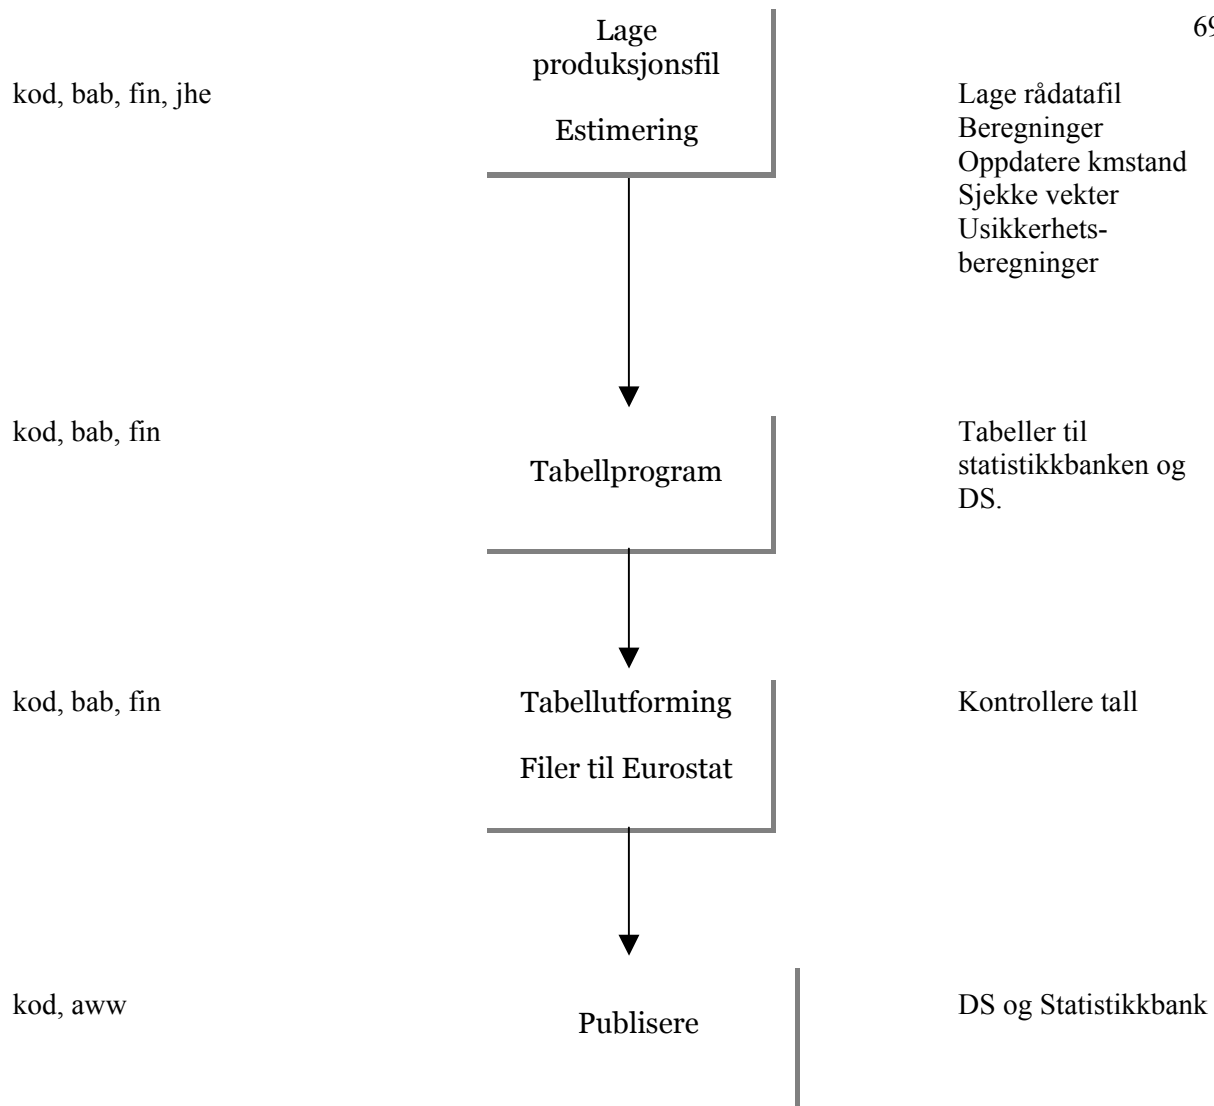 69
Lage
produksjonsfil
Estimering
kod, bab, fin, jhe
Lage rådatafil
Beregninger
Oppdatere kmstand
Sjekke vekter
Usikkerhets-
beregninger
kod, bab, fin
Tabellprogram
Tabeller til
statistikkbanken og
DS.
kod, bab, fin
Tabellutforming
Filer til Eurostat
Kontrollere tall
kod, aww
Publisere
DS og Statistikkbank